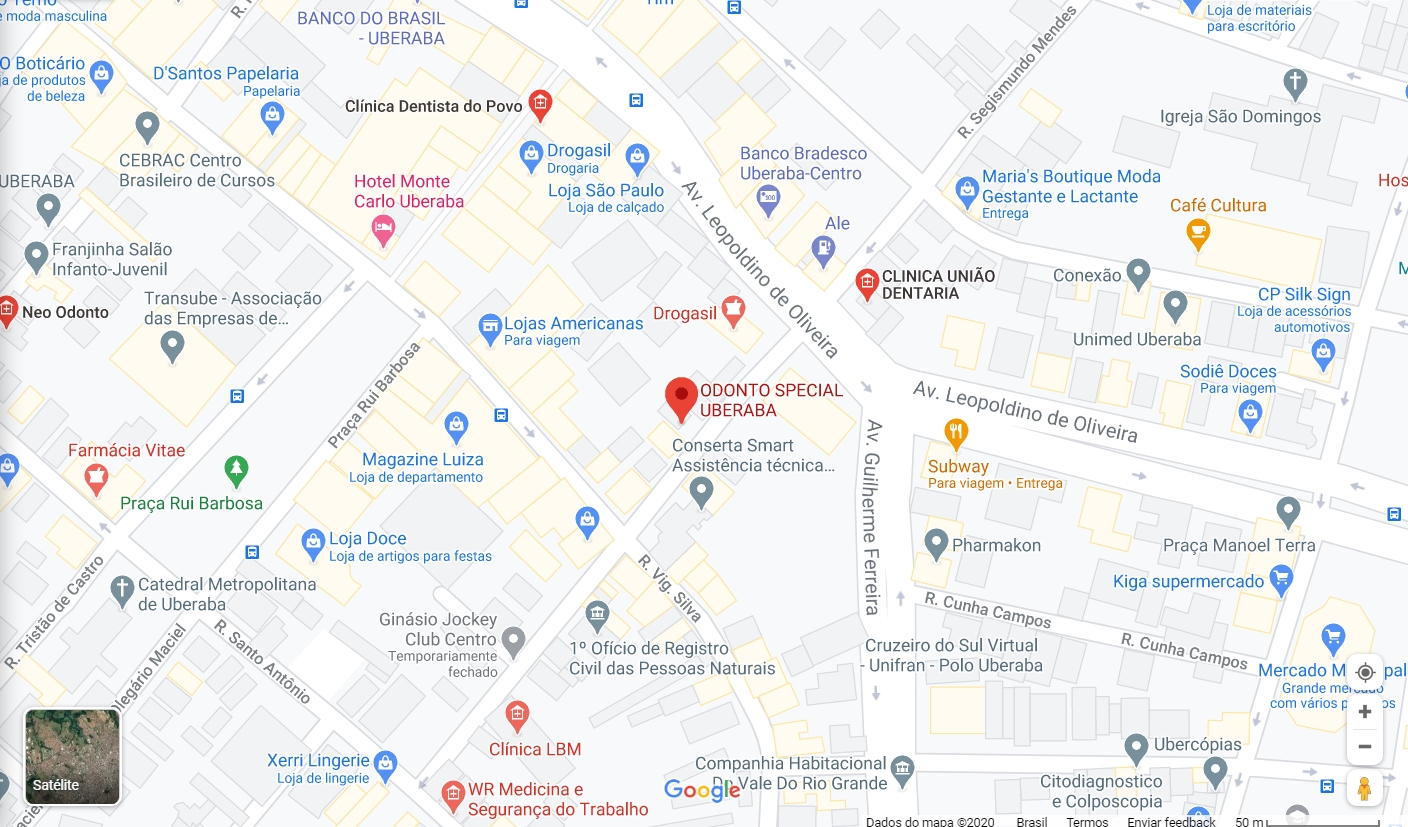 e moda masculina
BANCO DO BRASIL
- UBERABA
Loja de materiais
para escritório
O Boticário
de produtos
de beleza
D'Santos Papelaria
Papelaria
Clínica Dentista do Povo
R. Segismundo Mendes
Igreja São Domingos
CEBRAC Centro
Brasileiro de Cursos
Drogasil
Drogaria
Loja São Paulo
Loja de calçado
Banco Bradesco
Uberaba-Centro
Maria's Boutique Moda
Gestante e Lactante
Entrega
UBERABA
Hotel Monte
Carlo Uberaba
Av. Leopoldino de Oliveira
Ale
Café Cultura
Franjinha Salão
Infanto-Juvenil
CLINICA UNIÃO
DENTARIA
Conexão
Neo Odonto
Transube - Associação
das Empresas de...
Lojas Americanas
Para viagem
Drogasil
CP Silk Sign
Loja de acessórios
automotivos
Unimed Uberaba
Praça Rui Barbosa
ODONTO SPECIAL
UBERABA
Av. Leopoldino de Oliveira
Sodiê Doces
Para viagem
Farmácia Vitae
Magazine Luiza
Loja de departamento
Conserta Smart
Assistência técnica...
Av. Guilherme Ferreira
Subway
Para viagem • Entrega
Praça Rui Barbosa
Loja Doce
Loja de artigos para festas
Pharmakon
Praça Manoel Terra
Kiga supermercado
R. Tristão de Castro
Catedral Metropolitana
de Uberaba
R. Vig. Silva
R. Cunha Campos
R. Cunha Campos
Olegário Maciel
R. Santo Antônio
Ginásio Jockey
Club Centro
Temporariamente
fechado
1º Ofício de Registro
Civil das Pessoas Naturais
Cruzeiro do Sul Virtual
- Unifran - Polo Uberaba
Mercado M
pal
Grande mercado
com vários
Clínica LBM
Xerri Lingerie
Loja de lingerie
Satélite
WR Medicina e
Segurança do Trabalho
Google
Companhia Habitacional
Do Vale Do Rio Grande
Ubercópias
Citodiagnostico
e Colposcopia
Dados do mapa ©2020 Brasil Termos Enviar feedback 50 m